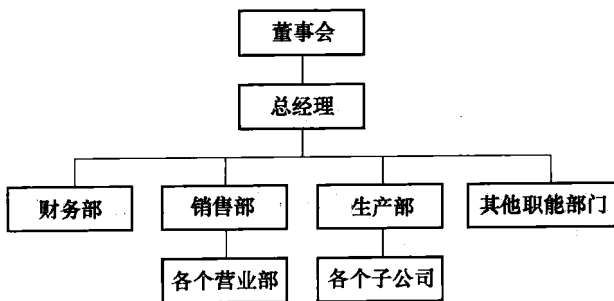 董事会
总经理
财务部
销售部
生产部
其他职能部门
各个营业部
各个子公司